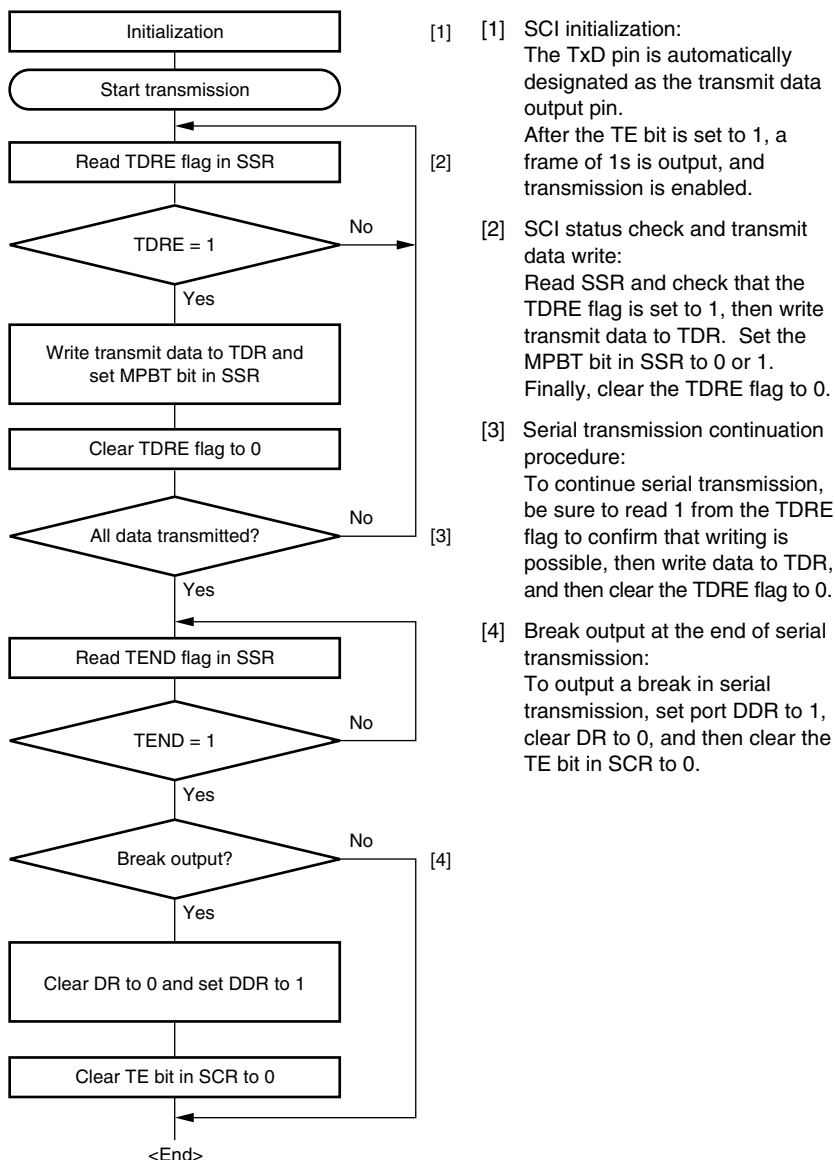 Initialization
[1]
Start transmission
Read TDRE flag in SSR
[2]
TDRE = 1
No
Yes
Write transmit data to TDR and
set MPBT bit in SSR
Clear TDRE flag to 0
All data transmitted?
No
[3]
Yes
Read TEND flag in SSR
TEND = 1
No
Yes
Break output?
No
[4]
Yes
Clear DR to 0 and set DDR to 1
Clear TE bit in SCR to 0
<End>
[1] SCI initialization:
The TxD pin is automatically
designated as the transmit data
output pin.
After the TE bit is set to 1, a
frame of 1s is output, and
transmission is enabled.
[2] SCI status check and transmit
data write:
Read SSR and check that the
TDRE flag is set to 1, then write
transmit data to TDR. Set the
MPBT bit in SSR to 0 or 1.
Finally, clear the TDRE flag to 0.
[3] Serial transmission continuation
procedure:
To continue serial transmission,
be sure to read 1 from the TDRE
flag to confirm that writing is
possible, then write data to TDR,
and then clear the TDRE flag to 0.
[4] Break output at the end of serial
transmission:
To output a break in serial
transmission, set port DDR to 1,
clear DR to 0, and then clear the
TE bit in SCR to 0.